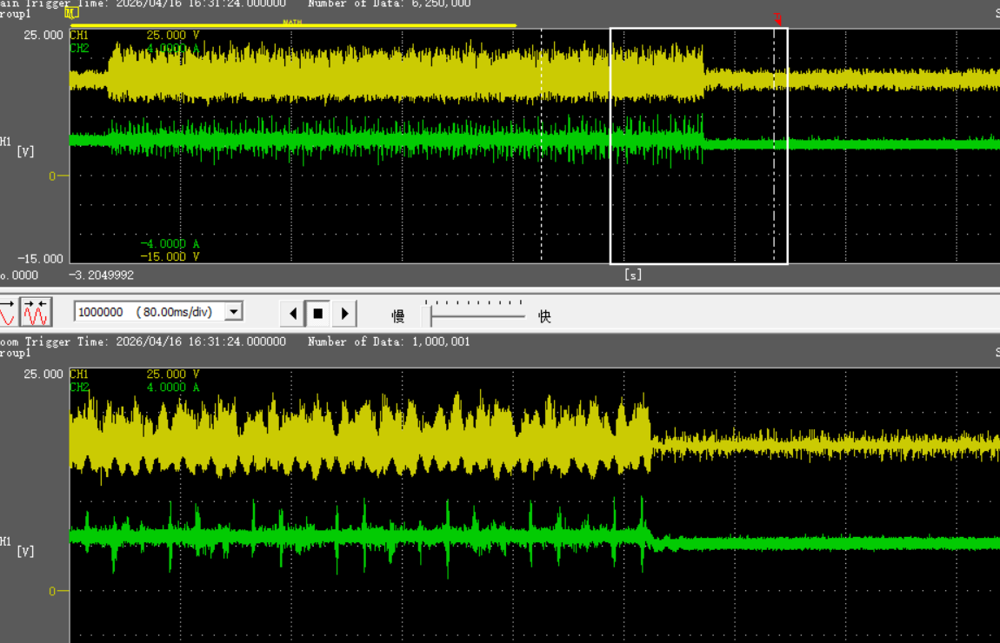 ain Trigger Time: 2026/04/16 16:31:24.000000 Number of Data: 6,250,000
roup1
MATH
25.000 CH1 25.000 V
CH2 4.0000 A
H1
[V]
0
-4.0000 A
-15.000 -15.000 V
o.0000 -3.2049992 [s]
1000000 (80.00ms/div) 慢 快
oom Trigger Time: 2026/04/16 16:31:24.000000 Number of Data: 1,000,001
roup1
25.000 CH1 25.000 V
CH2 4.0000 A
H1
[V]
0